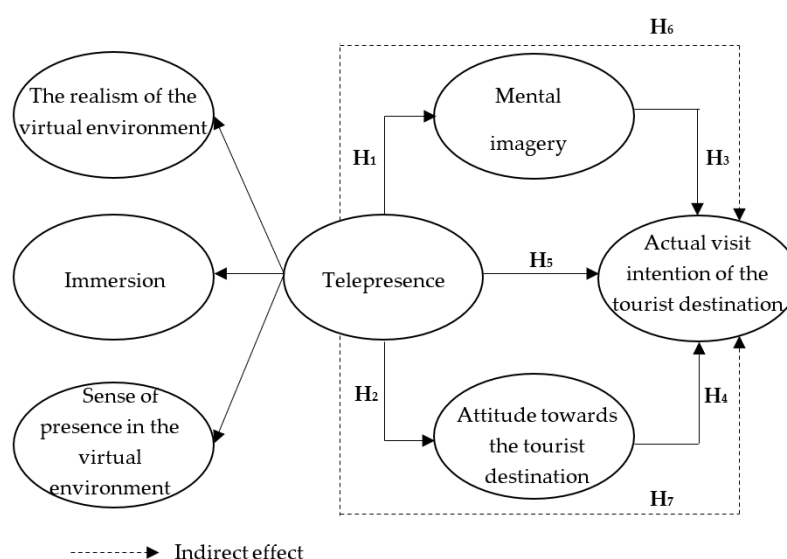 H6
The realism of the
virtual environment
Mental
imagery
H1
H3
Immersion
Telepresence
H5
Actual visit
intention of the
tourist destination
Sense of
presence in the
virtual
environment
H2
Attitude towards
the tourist
destination
H4
H7
Indirect effect